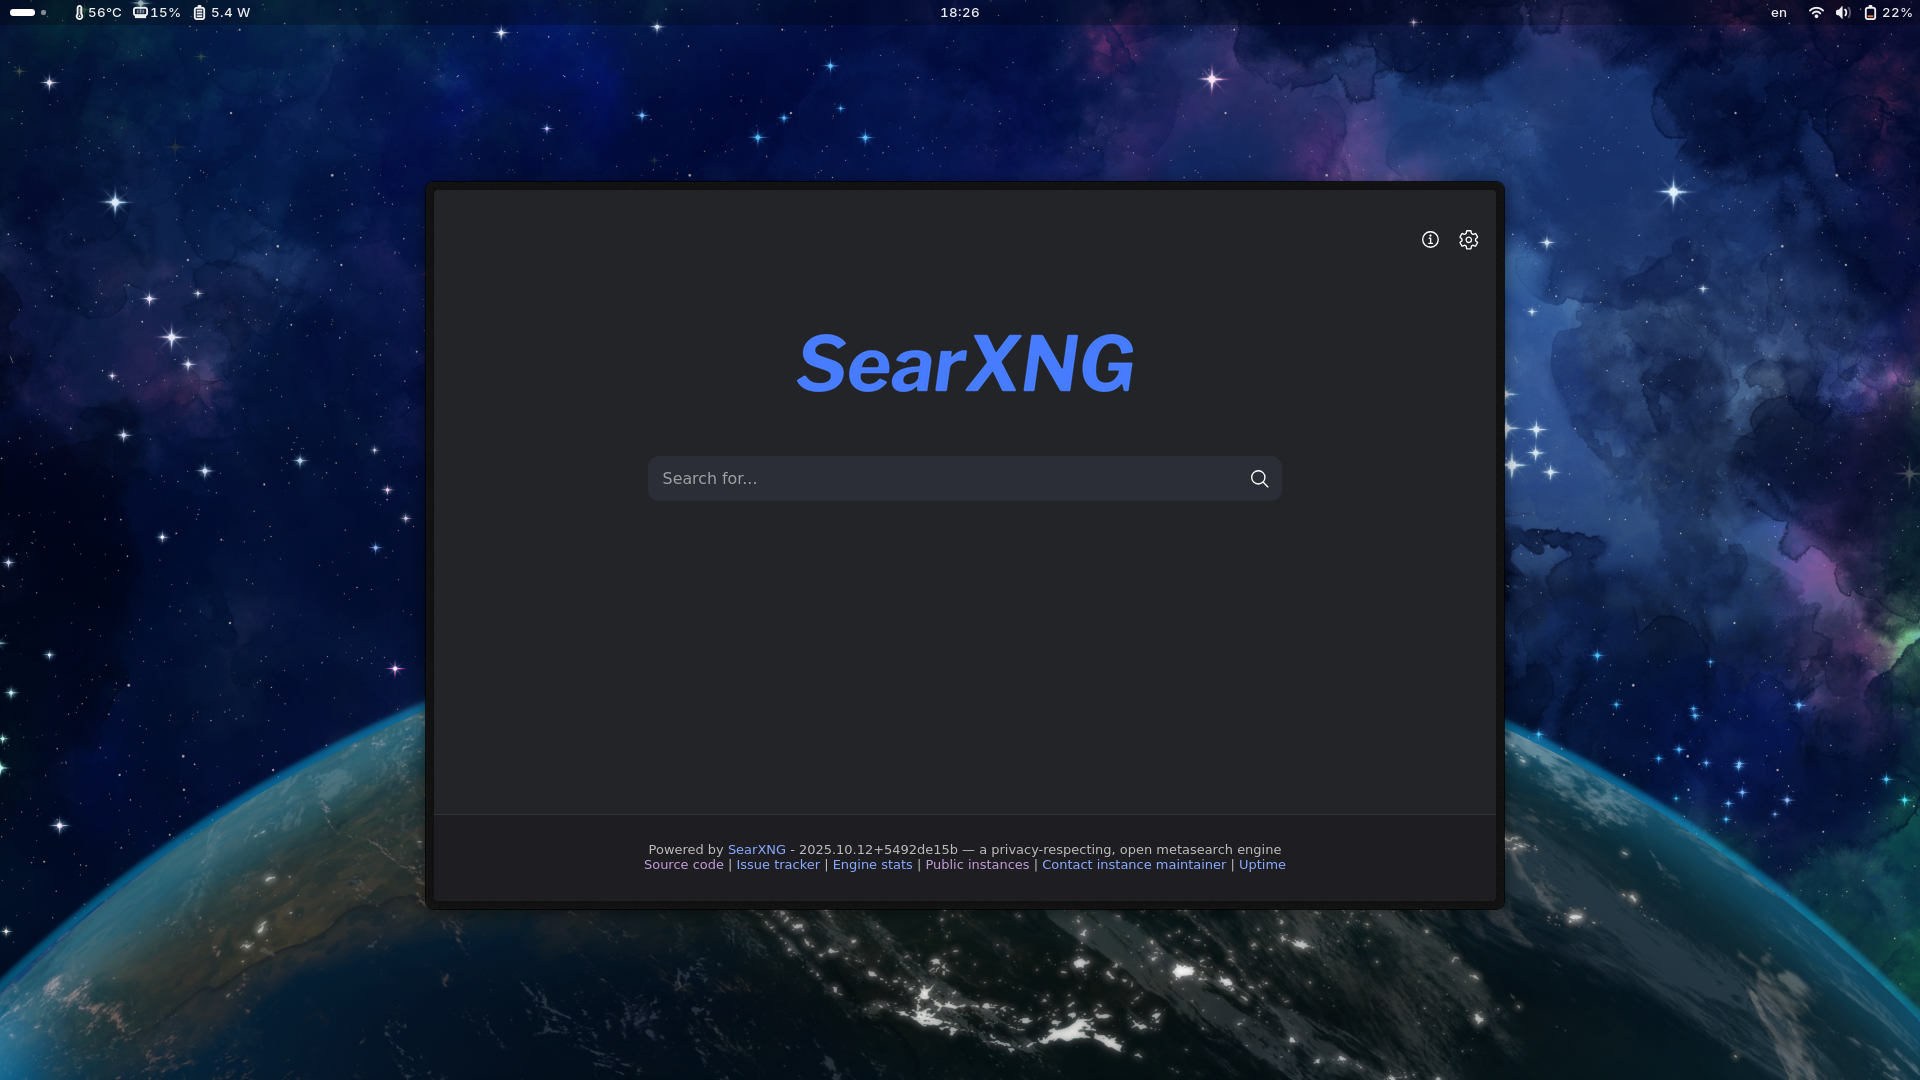 56°C 15% 5.4 W 18:26 en 22%
SearXNG
Search for...
Powered by SearXNG - 2025.10.12+5492de15b — a privacy-respecting, open metasearch engine
Source code | Issue tracker | Engine stats | Public instances | Contact instance maintainer | Uptime